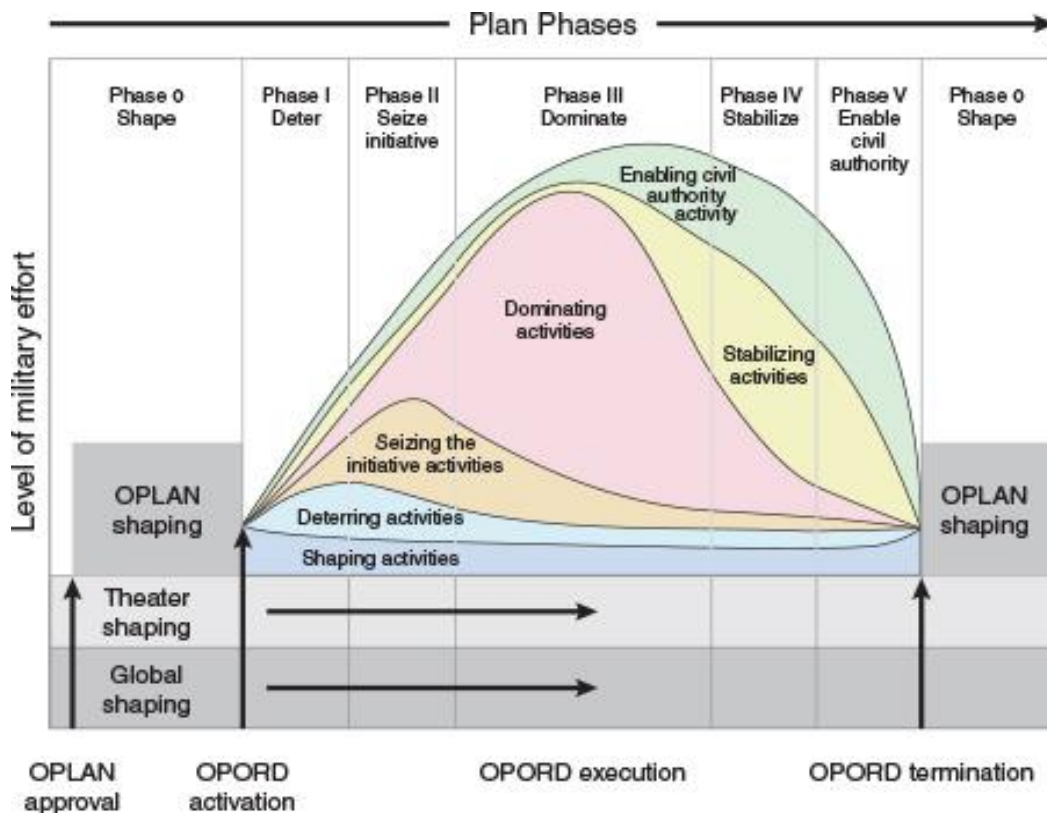 Plan Phases
Phase 0
Shape
Phase I
Deter
Phase II
Seize
initiative
Phase III
Dominate
Phase IV
Stabilize
Phase V
Enable
civil
authority
Phase 0
Shape
Level of military effort
Enabling civil
authority
activity
Dominating
activities
Stabilizing
activities
Seizing the
initiative activities
Deterring activities
Shaping activities
OPLAN
shaping
OPLAN
shaping
Theater
shaping
Global
shaping
OPLAN
approval
OPORD
activation
OPORD execution
OPORD termination